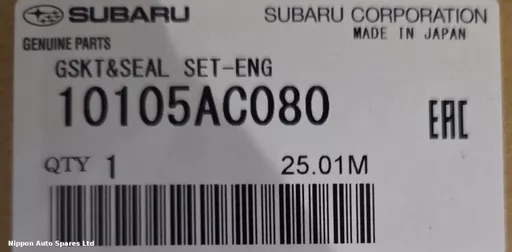 SUBARU SUBARU CORPORATION
GENUINE PARTS MADE IN JAPAN
GSKT&SEAL SET-ENG
10105AC080
EAC
QTY 1 25.01M
Nippon Auto Spares Ltd